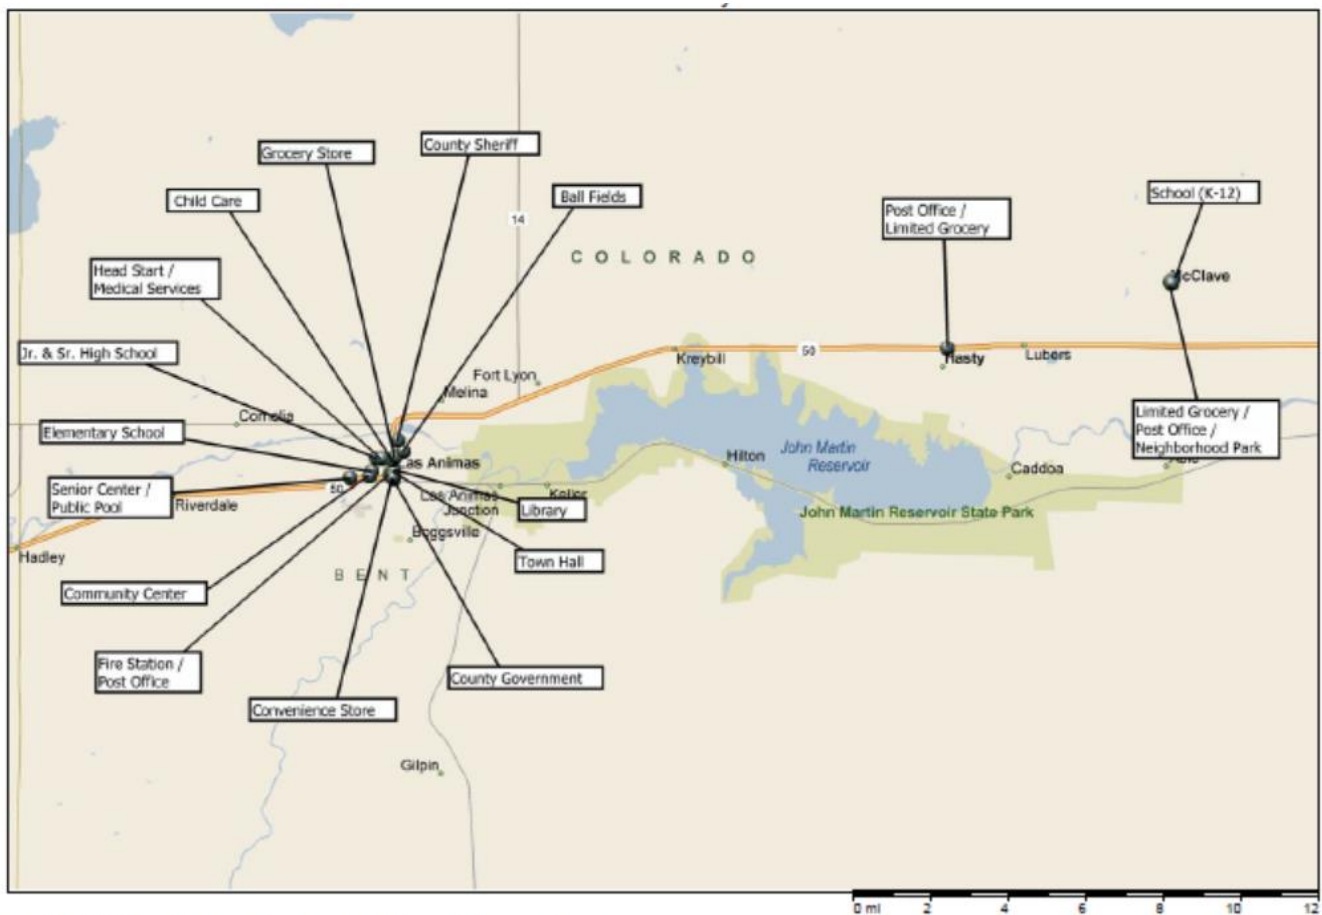 County Sheriff
Grocery Store
Child Care
Ball Fields
School (K-12)
Post Office /
Limited Grocery
14
COLORADO
Head Start /
Medical Services
McClave
Jr. & Sr. High School
Kreybill
50
Hasty
Lubers
Fort Lyon
Melina
Cornelia
Limited Grocery /
Post Office /
Neighborhood Park
Elementary School
John Martin
Reservoir
Hilton
Las Animas
Caddoa
Senior Center /
Public Pool
50
Riverdale
Las Animas
Junction
Keller
Library
John Martin Reservoir State Park
Boggsville
Hadley
Town Hall
BENT
Community Center
Fire Station /
Post Office
County Government
Convenience Store
Gilpin
0 mi 2 4 6 8 10 12